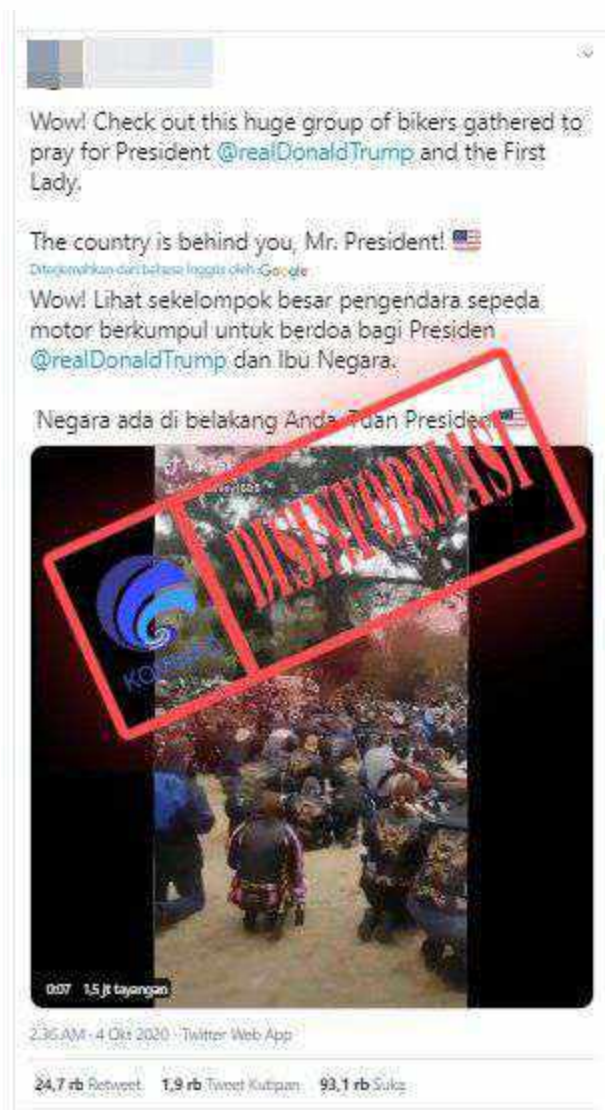 Wow! Check out this huge group of bikers gathered to
pray for President @realDonaldTrump and the First
Lady.
The country is behind you, Mr. President!
Diterjemahkan dari bahasa Inggris oleh Google
Wow! Lihat sekelompok besar pengendara sepeda
motor berkumpul untuk berdoa bagi Presiden
@realDonaldTrump dan Ibu Negara.
Negara ada di belakang Anda, Tuan Presiden
DISINFORMASI
0:07 1,5 jt tayangan
2.36 AM · 4 Okt 2020 · Twitter Web App
24,7 rb Retweet 1,9 rb Tweet Kutipan 93,1 rb Suka